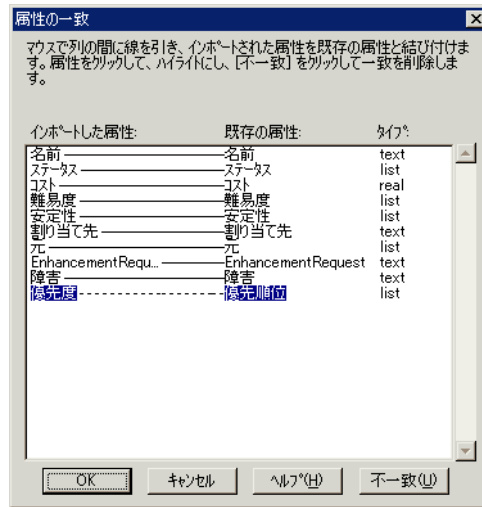 属性の一致
マウスで列の間に線を引き、インポートされた属性を既存の属性と結び付けま
す。属性をクリックして、ハイライトにし、[不一致] をクリックして一致を削除しま
す。
インポートした属性: 既存の属性: タイプ:
名前 名前 text
ステータス ステータス list
コスト コスト real
難易度 難易度 list
安定性 安定性 list
割り当て先 割り当て先 text
元 元 list
EnhancementRequ... EnhancementRequest text
障害 障害 text
優先度 優先順位 list
OK キャンセル ヘルプ(H) 不一致(U)